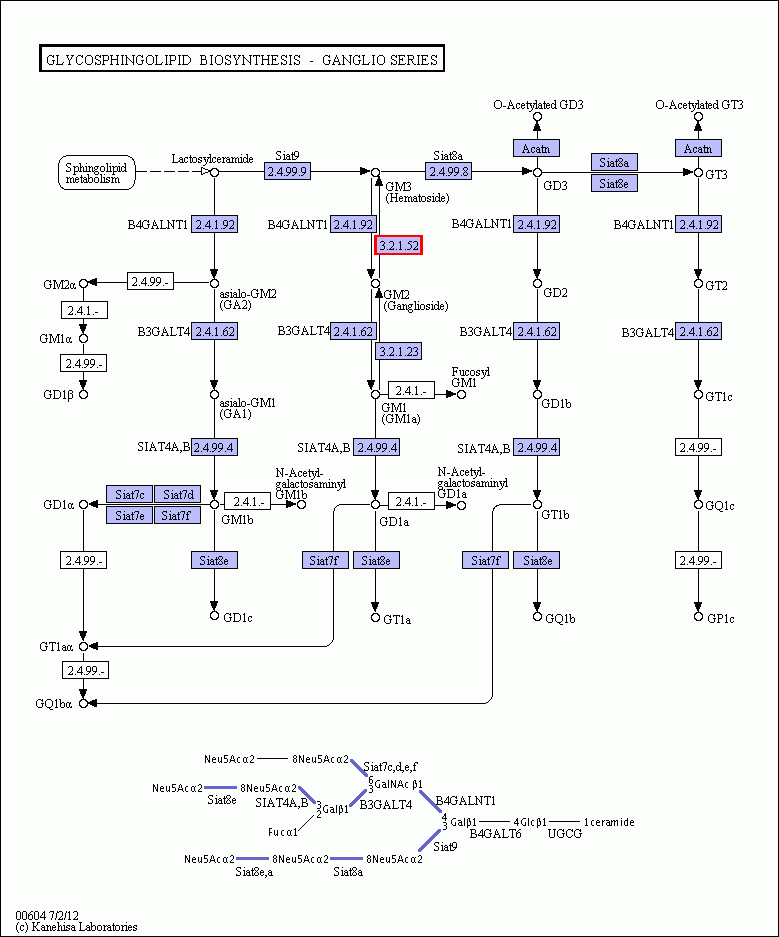 GLYCOSPHINGOLIPID BIOSYNTHESIS - GANGLIO SERIES
O-Acetylated GD3
O-Acetylated GT3
Acatn
Acatn
Sphingolipid
metabolism
Lactosylceramide
Siat9
2.4.99.9
Siat8a
2.4.99.8
Siat8a
Siat8e
GM3
(Hematoside)
GD3
GT3
B4GALNT1
2.4.1.92
B4GALNT1
2.4.1.92
B4GALNT1
2.4.1.92
B4GALNT1
2.4.1.92
3.2.1.52
GM2α
2.4.99.-
asialo-GM2
(GA2)
GM2
(Ganglioside)
GD2
GT2
2.4.1.-
GM1α
B3GALT4
2.4.1.62
B3GALT4
2.4.1.62
B3GALT4
2.4.1.62
B3GALT4
2.4.1.62
2.4.99.-
3.2.1.23
GD1β
asialo-GM1
(GA1)
2.4.1.-
Fucosyl
GM1
GM1
(GM1a)
GD1b
GT1c
SIAT4A,B
2.4.99.4
SIAT4A,B
2.4.99.4
SIAT4A,B
2.4.99.4
2.4.99.-
N-Acetyl-
galactosaminyl
GM1b
N-Acetyl-
galactosaminyl
GD1a
GD1α
Siat7c
Siat7d
Siat7e
Siat7f
2.4.1.-
2.4.1.-
GM1b
GD1a
GT1b
GQ1c
2.4.99.-
Siat8e
Siat7f
Siat8e
Siat7f
Siat8e
2.4.99.-
GD1c
GT1a
GQ1b
GP1c
GT1aα
2.4.99.-
GQ1bα
Neu5Acα2
8Neu5Acα2
Siat7c,d,e,f
Neu5Acα2
8Neu5Acα2
6
3
GalNAcβ1
Siat8e
SIAT4A,B
3
2
Galβ1
B3GALT4
B4GALNT1
Fucα1
4
3
Galβ1
4Glcβ1
1ceramide
B4GALT6
UGCG
Siat9
Neu5Acα2
8Neu5Acα2
8Neu5Acα2
Siat8e,a
Siat8a
00604 7/2/12
(c) Kanehisa Laboratories